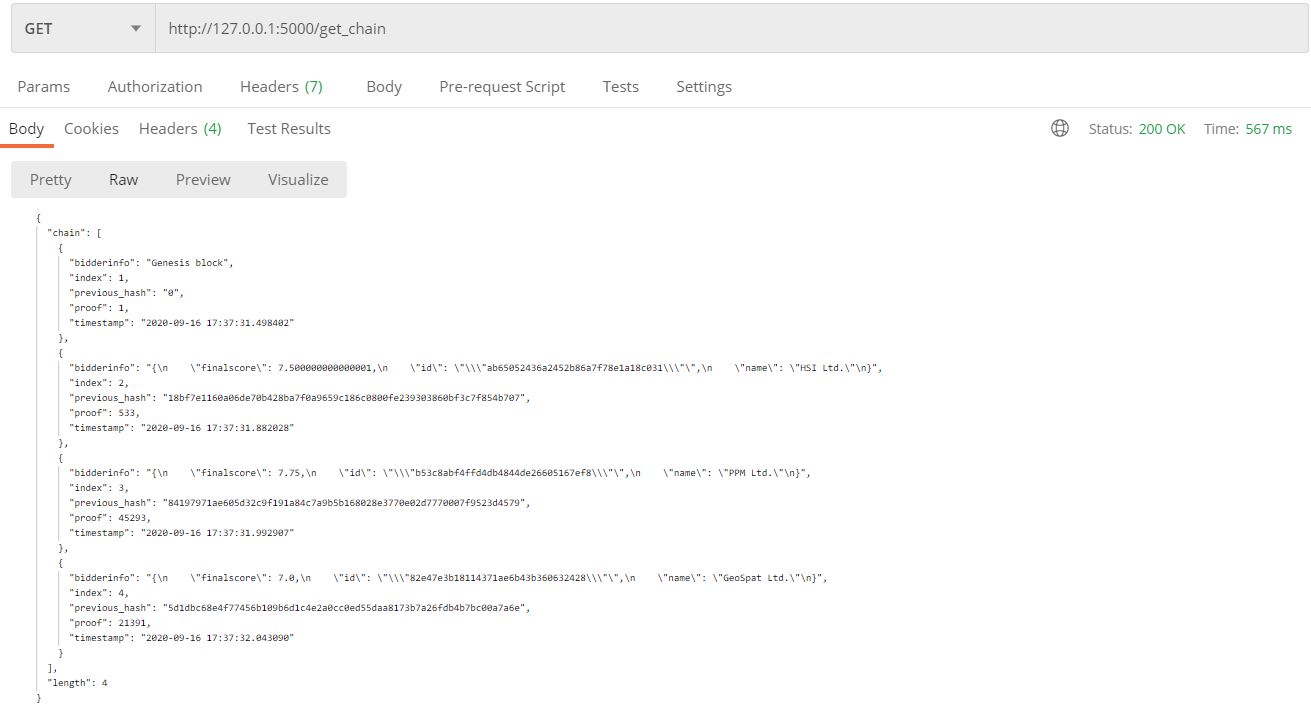 GET http://127.0.0.1:5000/get_chain
Params Authorization Headers (7) Body Pre-request Script Tests Settings
Body Cookies Headers (4) Test Results Status: 200 OK Time: 567 ms
Pretty Raw Preview Visualize
{
"chain": [
{
"bidderinfo": "Genesis block",
"index": 1,
"previous_hash": "0",
"proof": 1,
"timestamp": "2020-09-16 17:37:31.498402"
},
{
"bidderinfo": "{\n    \"finalscore\": 7.500000000000001,\n    \"id\": \"\\\"ab65052436a2452b86a7f78e1a18c031\\\"\",\n    \"name\": \"HSI Ltd.\"\n}",
"index": 2,
"previous_hash": "18bf7e1160a06de70b428ba7f0a9659c186c0800fe239303860bf3c7f854b707",
"proof": 533,
"timestamp": "2020-09-16 17:37:31.882028"
},
{
"bidderinfo": "{\n    \"finalscore\": 7.75,\n    \"id\": \"\\\"b53c8abf4ffd4db4844de26605167ef8\\\"\",\n    \"name\": \"PPM Ltd.\"\n}",
"index": 3,
"previous_hash": "84197971ae605d32c9f191a84c7a9b5b168028e3770e02d7770007f9523d4579",
"proof": 45293,
"timestamp": "2020-09-16 17:37:31.992907"
},
{
"bidderinfo": "{\n    \"finalscore\": 7.0,\n    \"id\": \"\\\"82e47e3b18114371ae6b43b360632428\\\"\",\n    \"name\": \"GeoSpat Ltd.\"\n}",
"index": 4,
"previous_hash": "5d1dbc68e4f77456b109b6d1c4e2a0cc0ed55daa8173b7a26fdb4b7bc00a7a6e",
"proof": 21391,
"timestamp": "2020-09-16 17:37:32.043090"
}
],
"length": 4
}